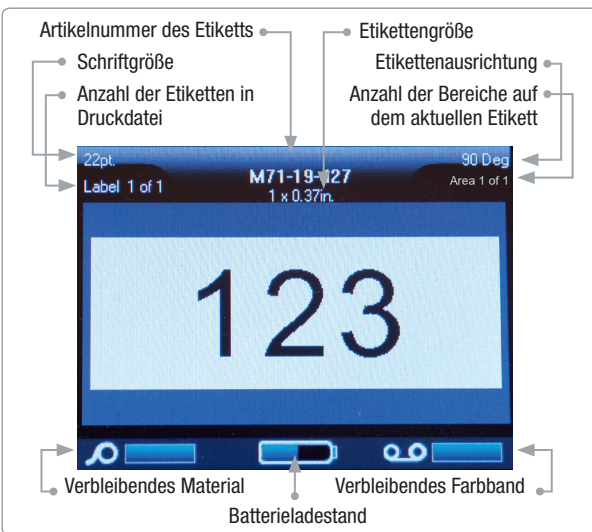 Artikelnummer des Etiketts
Etikettengröße
Schriftgröße
Etikettenausrichtung
Anzahl der Etiketten in
Druckdatei
Anzahl der Bereiche auf
dem aktuellen Etikett
22pt.
90 Deg
Label 1 of 1
M71-19-427
Area 1 of 1
1 x 0.37in.
123
Verbleibendes Material
Verbleibendes Farbband
Batterieladestand